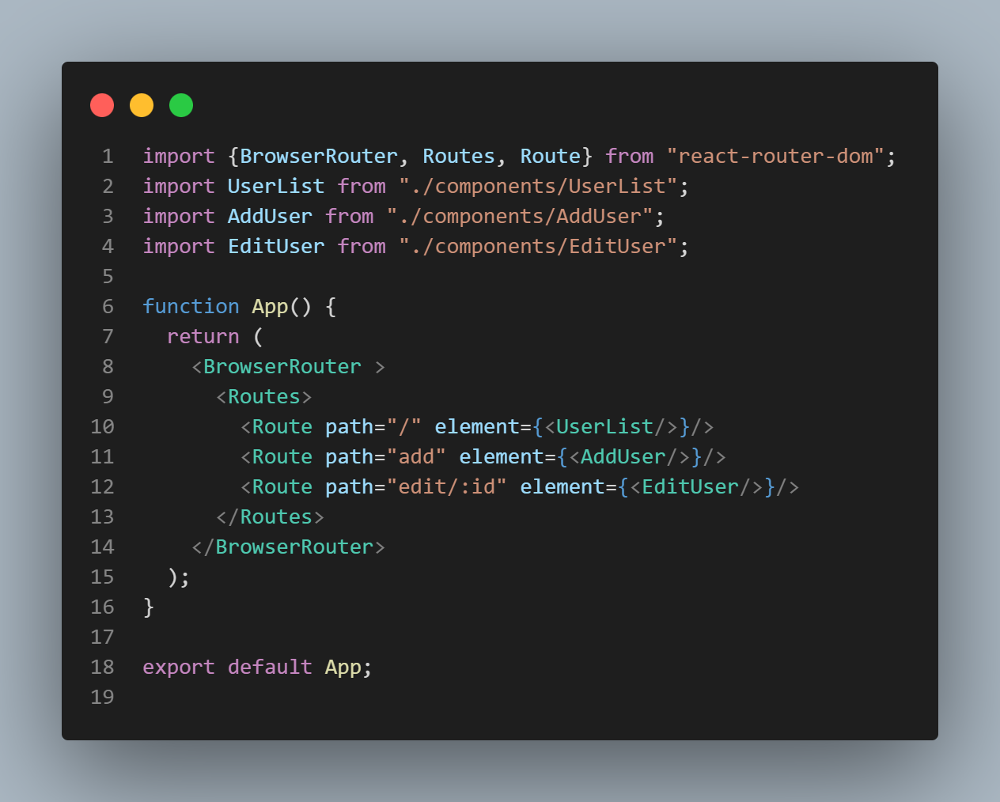 1 import {BrowserRouter, Routes, Route} from "react-router-dom";
2 import UserList from "./components/UserList";
3 import AddUser from "./components/AddUser";
4 import EditUser from "./components/EditUser";
5
6 function App() {
7   return (
8     <BrowserRouter >
9       <Routes>
10         <Route path="/" element={<UserList/>}/>
11         <Route path="add" element={<AddUser/>}/>
12         <Route path="edit/:id" element={<EditUser/>}/>
13       </Routes>
14     </BrowserRouter>
15   );
16 }
17
18 export default App;
19